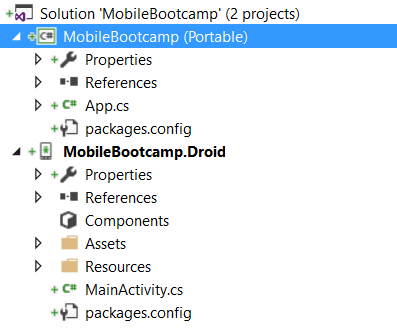 Solution 'MobileBootcamp' (2 projects)
C# MobileBootcamp (Portable)
Properties
References
C# App.cs
packages.config
MobileBootcamp.Droid
Properties
References
Components
Assets
Resources
C# MainActivity.cs
packages.config